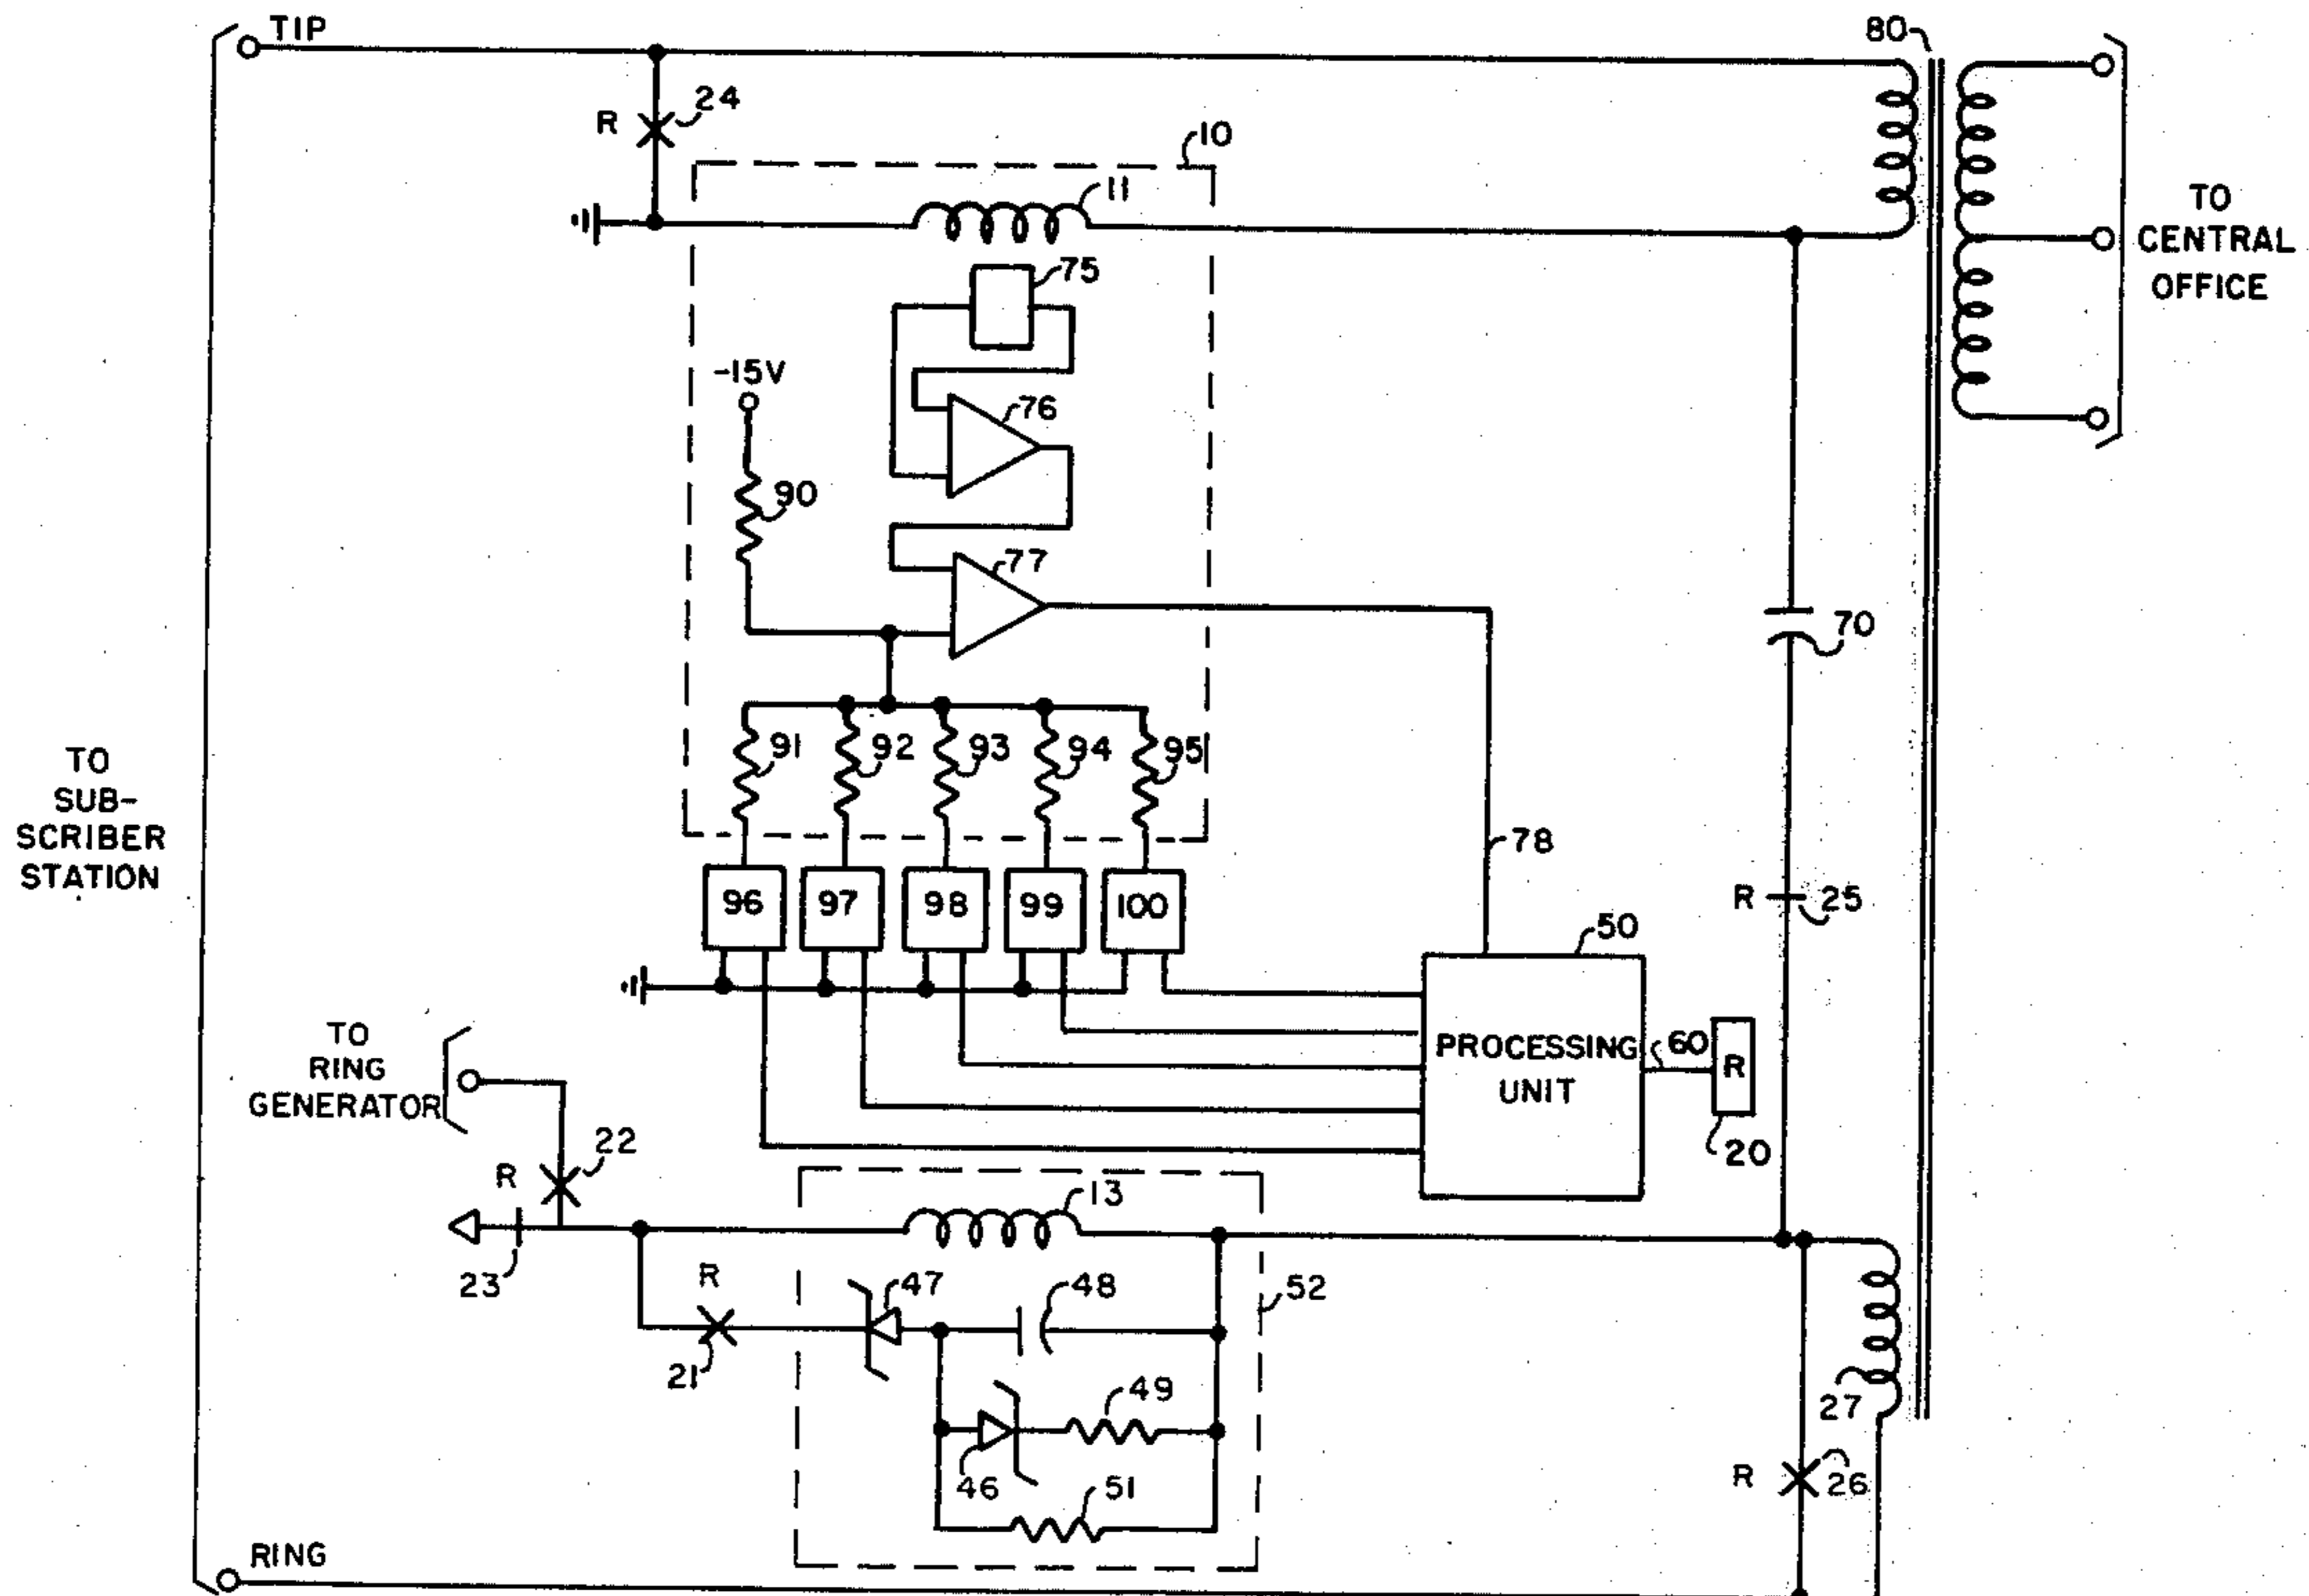 TIP
80
R
24
10
11
TO
CENTRAL
OFFICE
75
-15V
76
90
77
70
91
92
93
94
95
TO
SUB-
SCRIBER
STATION
78
96
97
98
99
100
R
25
50
TO
RING
GENERATOR
PROCESSING
UNIT
60
R
20
22
R
13
23
R
47
48
52
21
49
27
46
51
R
26
RING